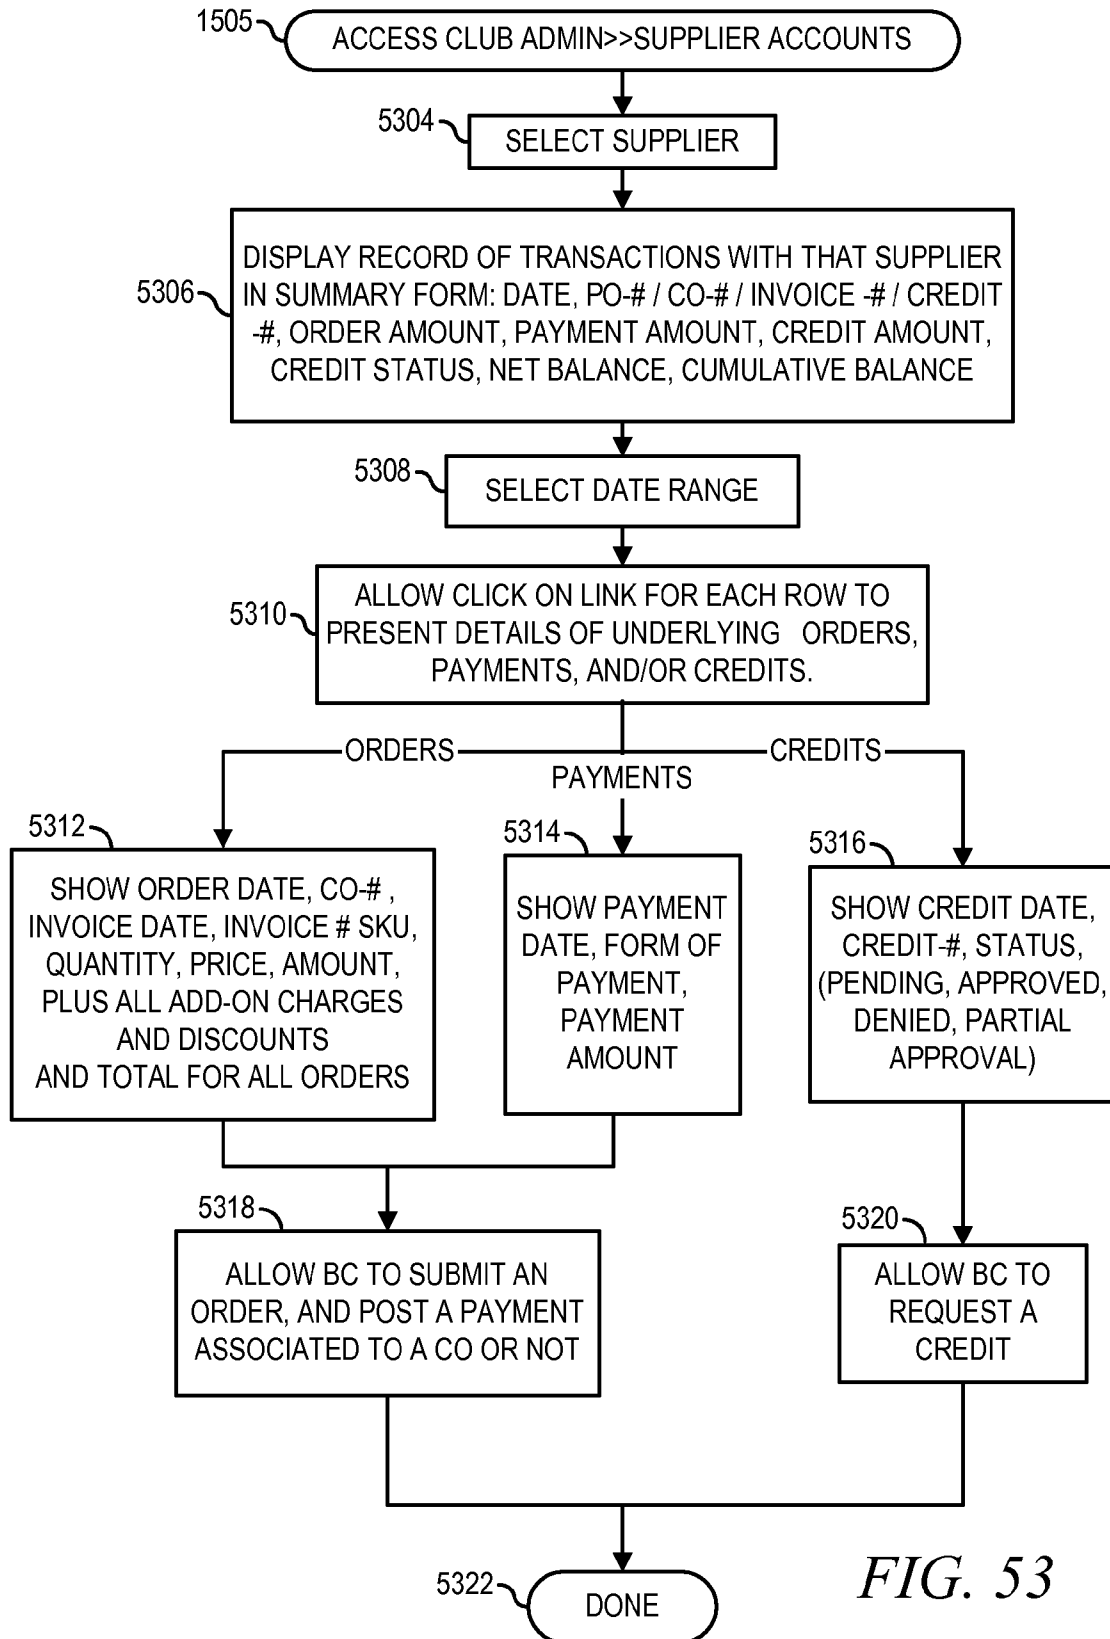 1505
ACCESS CLUB ADMIN>>SUPPLIER ACCOUNTS
5304
SELECT SUPPLIER
5306
DISPLAY RECORD OF TRANSACTIONS WITH THAT SUPPLIER
IN SUMMARY FORM: DATE, PO-# / CO-# / INVOICE -# / CREDIT
-#, ORDER AMOUNT, PAYMENT AMOUNT, CREDIT AMOUNT,
CREDIT STATUS, NET BALANCE, CUMULATIVE BALANCE
5308
SELECT DATE RANGE
5310
ALLOW CLICK ON LINK FOR EACH ROW TO
PRESENT DETAILS OF UNDERLYING ORDERS,
PAYMENTS, AND/OR CREDITS.
ORDERS
PAYMENTS
CREDITS
5312
SHOW ORDER DATE, CO-# ,
INVOICE DATE, INVOICE # SKU,
QUANTITY, PRICE, AMOUNT,
PLUS ALL ADD-ON CHARGES
AND DISCOUNTS
AND TOTAL FOR ALL ORDERS
5314
SHOW PAYMENT
DATE, FORM OF
PAYMENT,
PAYMENT
AMOUNT
5316
SHOW CREDIT DATE,
CREDIT-#, STATUS,
(PENDING, APPROVED,
DENIED, PARTIAL
APPROVAL)
5318
ALLOW BC TO SUBMIT AN
ORDER, AND POST A PAYMENT
ASSOCIATED TO A CO OR NOT
5320
ALLOW BC TO
REQUEST A
CREDIT
5322
DONE
FIG. 53